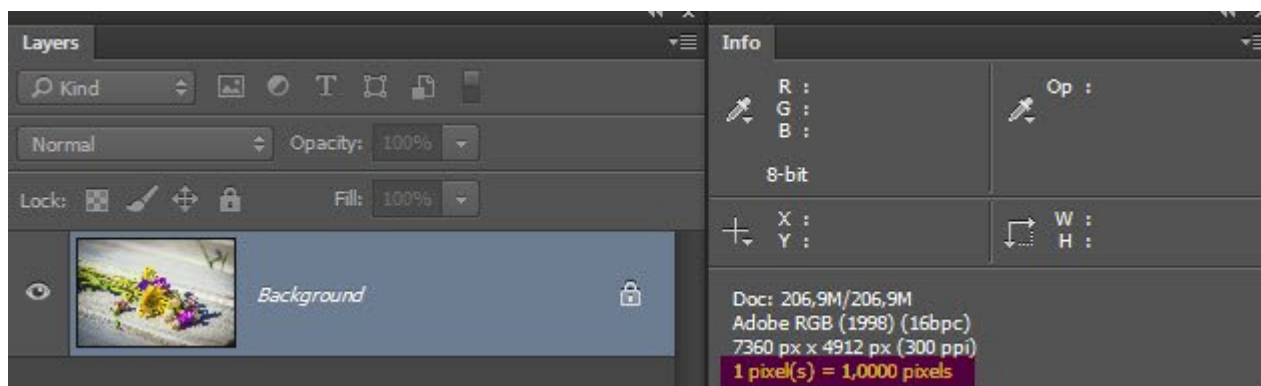 Layers
Kind
T
Normal
Opacity: 100%
Lock:
Fill: 100%
Background
Info
R :
G :
B :
8-bit
Op :
X :
Y :
W :
H :
Doc: 206,9M/206,9M
Adobe RGB (1998) (16bpc)
7360 px x 4912 px (300 ppi)
1 pixel(s) = 1,0000 pixels